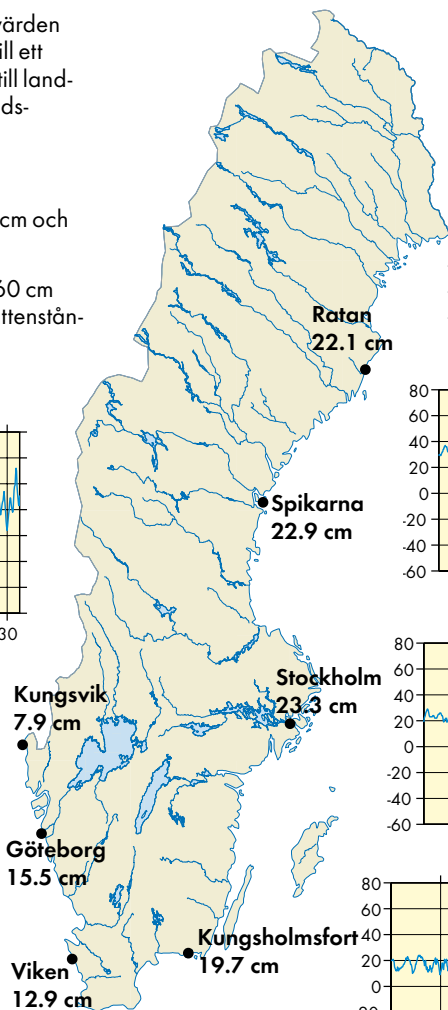 värden
ill ett
till land-
ds-
cm och
60 cm
ttenstån-
Ratan
22.1 cm
80
60
40
20
0
-20
-40
-60
Spikarna
22.9 cm
30
Stockholm
23.3 cm
80
60
40
20
0
-20
-40
-60
Kungsvik
7.9 cm
Göteborg
15.5 cm
Kungsholmsfort
19.7 cm
80
60
40
20
0
Viken
12.9 cm